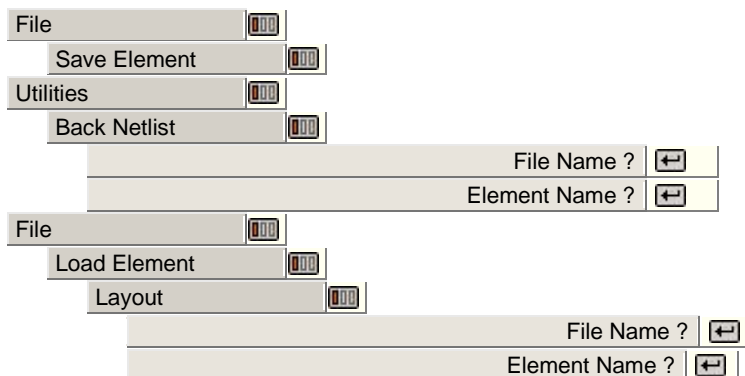 File
Save Element
Utilities
Back Netlist
File Name ?
Element Name ?
File
Load Element
Layout
File Name ?
Element Name ?